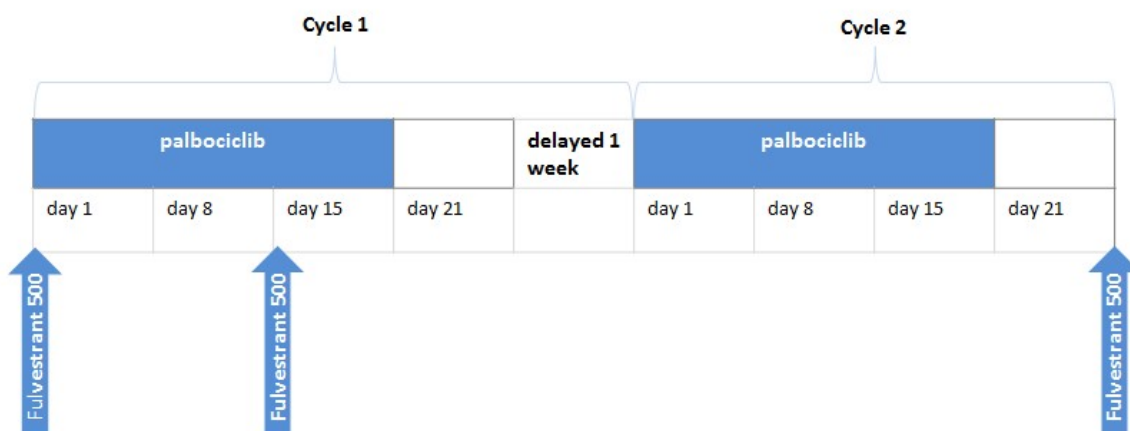 Cycle 1
Cycle 2
palbociclib
delayed 1
week
palbociclib
day 1
day 8
day 15
day 21
day 1
day 8
day 15
day 21
Fulvestrant 500
Fulvestrant 500
Fulvestrant 500